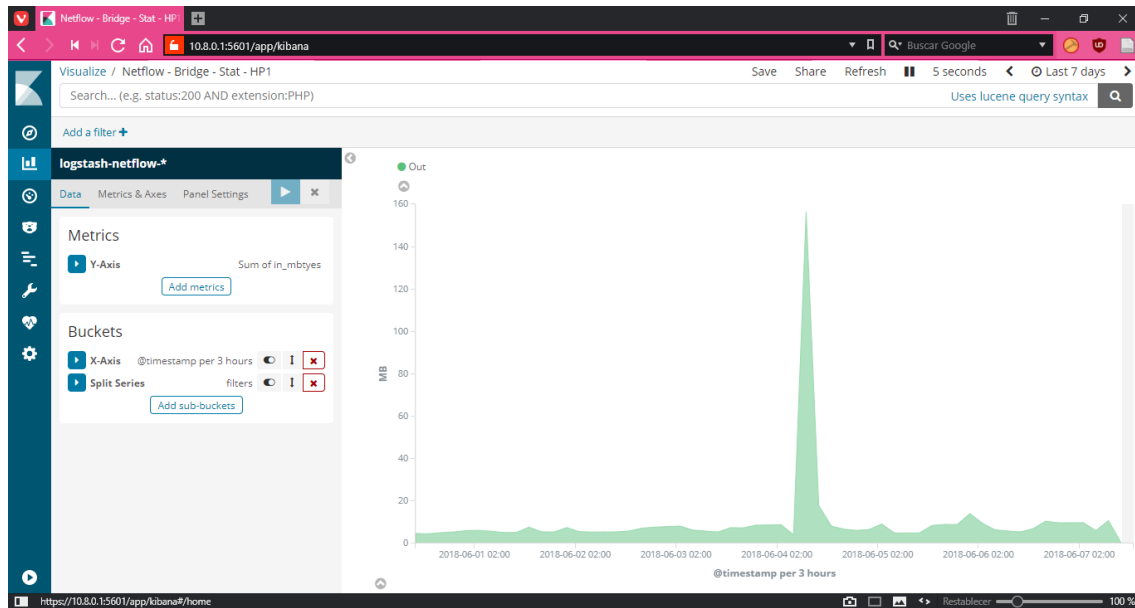 Netflow - Bridge - Stat - HP1
10.8.0.1:5601/app/kibana
Buscar Google
Visualize / Netflow - Bridge - Stat - HP1
Save Share Refresh 5 seconds Last 7 days
Search... (e.g. status:200 AND extension:PHP)
Uses lucene query syntax
Add a filter +
logstash-netflow-*
Data Metrics & Axes Panel Settings
Metrics
Y-Axis Sum of in_mbtyes
Add metrics
Buckets
X-Axis @timestamp per 3 hours
Split Series filters
Add sub-buckets
Out
160
140
120
100
80
60
40
20
0
MB
2018-06-01 02:00 2018-06-02 02:00 2018-06-03 02:00 2018-06-04 02:00 2018-06-05 02:00 2018-06-06 02:00 2018-06-07 02:00
@timestamp per 3 hours
https://10.8.0.1:5601/app/kibana#/home
Restablecer
100 %